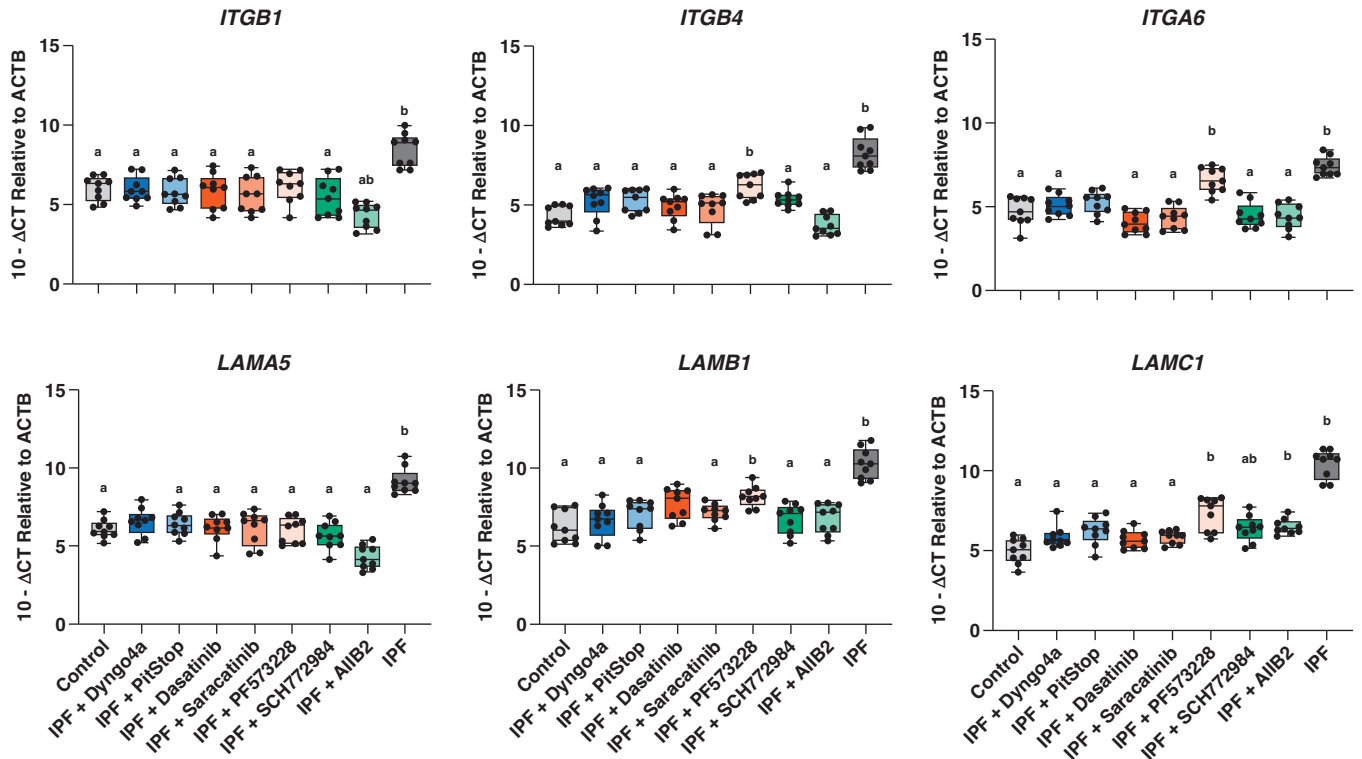 ITGB1
10 - ΔCT Relative to ACTB
15
10
5
0
a a a a a a a ab b
ITGB4
10 - ΔCT Relative to ACTB
15
10
5
0
a a a a a b a a b
ITGA6
10 - ΔCT Relative to ACTB
15
10
5
0
a a a a a b a a b
LAMA5
10 - ΔCT Relative to ACTB
15
10
5
0
a a a a a a a a b
Control
IPF + Dyngo4a
IPF + PitStop
IPF + Dasatinib
IPF + Saracatinib
IPF + PF573228
IPF + SCH772984
IPF + AIIB2
IPF
LAMB1
10 - ΔCT Relative to ACTB
15
10
5
0
a a a a a b a a b
Control
IPF + Dyngo4a
IPF + PitStop
IPF + Dasatinib
IPF + Saracatinib
IPF + PF573228
IPF + SCH772984
IPF + AIIB2
IPF
LAMC1
10 - ΔCT Relative to ACTB
15
10
5
0
a a a a a b ab b b
Control
IPF + Dyngo4a
IPF + PitStop
IPF + Dasatinib
IPF + Saracatinib
IPF + PF573228
IPF + SCH772984
IPF + AIIB2
IPF